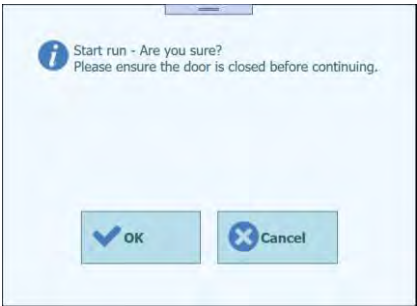 Start run - Are you sure?
Please ensure the door is closed before continuing.
OK
Cancel